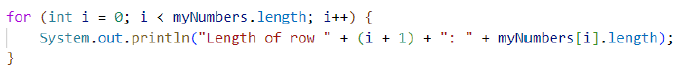 for (int i = 0; i < myNumbers.length; i++) {
    System.out.println("Length of row " + (i + 1) + ": " + myNumbers[i].length);
}